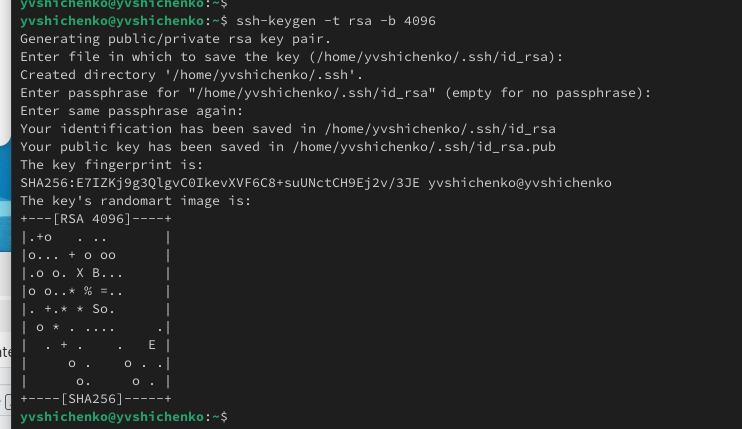 yvshichenko@yvshichenko:~$
yvshichenko@yvshichenko:~$ ssh-keygen -t rsa -b 4096
Generating public/private rsa key pair.
Enter file in which to save the key (/home/yvshichenko/.ssh/id_rsa):
Created directory '/home/yvshichenko/.ssh'.
Enter passphrase for "/home/yvshichenko/.ssh/id_rsa" (empty for no passphrase):
Enter same passphrase again:
Your identification has been saved in /home/yvshichenko/.ssh/id_rsa
Your public key has been saved in /home/yvshichenko/.ssh/id_rsa.pub
The key fingerprint is:
SHA256:E7IZKj9g3QlgvC0IkevXVF6C8+suUNctCH9Ej2v/3JE yvshichenko@yvshichenko
The key's randomart image is:
+---[RSA 4096]----+
|.+o   . ..       |
|o... + o oo      |
|.o o. X B...     |
|o o..* % =..     |
|. +.* * So.      |
| o * . ....     .|
|  . + .    .   E |
|     o .    o . .|
|      o.     o . |
+----[SHA256]-----+
yvshichenko@yvshichenko:~$